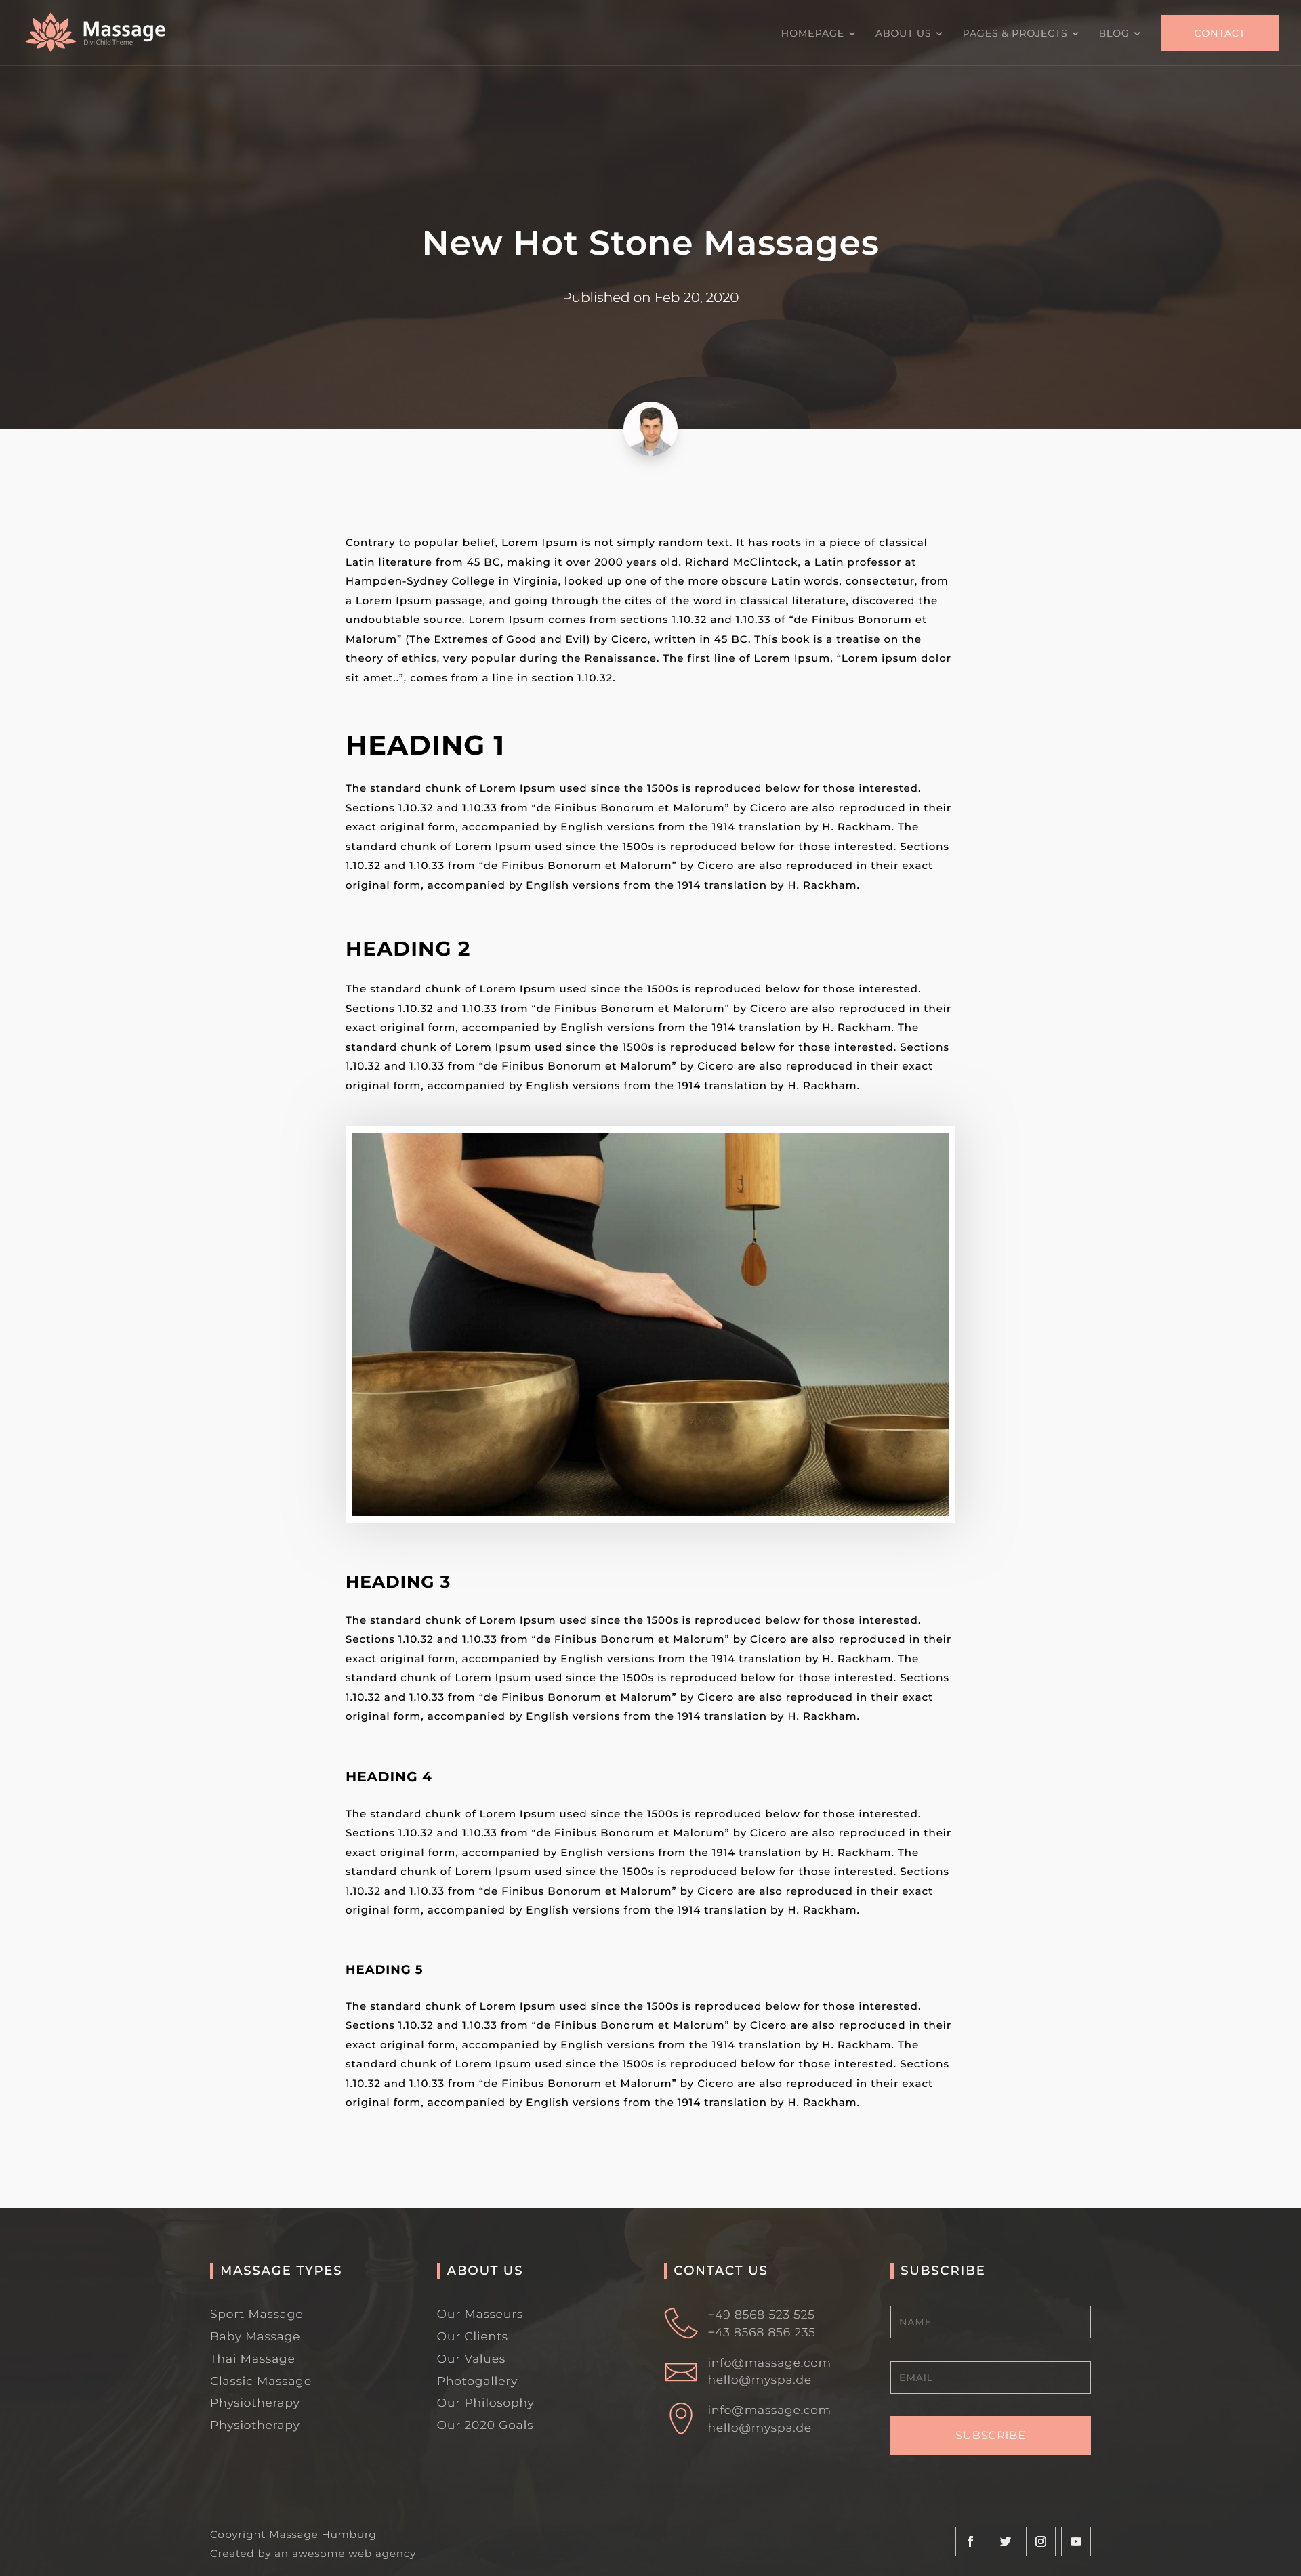 Massage
Divi Child Theme
HOMEPAGE
ABOUT US
PAGES & PROJECTS
BLOG
CONTACT
New Hot Stone Massages
Published on Feb 20, 2020
Contrary to popular belief, Lorem Ipsum is not simply random text. It has roots in a piece of classical
Latin literature from 45 BC, making it over 2000 years old. Richard McClintock, a Latin professor at
Hampden-Sydney College in Virginia, looked up one of the more obscure Latin words, consectetur, from
a Lorem Ipsum passage, and going through the cites of the word in classical literature, discovered the
undoubtable source. Lorem Ipsum comes from sections 1.10.32 and 1.10.33 of “de Finibus Bonorum et
Malorum” (The Extremes of Good and Evil) by Cicero, written in 45 BC. This book is a treatise on the
theory of ethics, very popular during the Renaissance. The first line of Lorem Ipsum, “Lorem ipsum dolor
sit amet..”, comes from a line in section 1.10.32.
HEADING 1
The standard chunk of Lorem Ipsum used since the 1500s is reproduced below for those interested.
Sections 1.10.32 and 1.10.33 from “de Finibus Bonorum et Malorum” by Cicero are also reproduced in their
exact original form, accompanied by English versions from the 1914 translation by H. Rackham. The
standard chunk of Lorem Ipsum used since the 1500s is reproduced below for those interested. Sections
1.10.32 and 1.10.33 from “de Finibus Bonorum et Malorum” by Cicero are also reproduced in their exact
original form, accompanied by English versions from the 1914 translation by H. Rackham.
HEADING 2
The standard chunk of Lorem Ipsum used since the 1500s is reproduced below for those interested.
Sections 1.10.32 and 1.10.33 from “de Finibus Bonorum et Malorum” by Cicero are also reproduced in their
exact original form, accompanied by English versions from the 1914 translation by H. Rackham. The
standard chunk of Lorem Ipsum used since the 1500s is reproduced below for those interested. Sections
1.10.32 and 1.10.33 from “de Finibus Bonorum et Malorum” by Cicero are also reproduced in their exact
original form, accompanied by English versions from the 1914 translation by H. Rackham.
HEADING 3
The standard chunk of Lorem Ipsum used since the 1500s is reproduced below for those interested.
Sections 1.10.32 and 1.10.33 from “de Finibus Bonorum et Malorum” by Cicero are also reproduced in their
exact original form, accompanied by English versions from the 1914 translation by H. Rackham. The
standard chunk of Lorem Ipsum used since the 1500s is reproduced below for those interested. Sections
1.10.32 and 1.10.33 from “de Finibus Bonorum et Malorum” by Cicero are also reproduced in their exact
original form, accompanied by English versions from the 1914 translation by H. Rackham.
HEADING 4
The standard chunk of Lorem Ipsum used since the 1500s is reproduced below for those interested.
Sections 1.10.32 and 1.10.33 from “de Finibus Bonorum et Malorum” by Cicero are also reproduced in their
exact original form, accompanied by English versions from the 1914 translation by H. Rackham. The
standard chunk of Lorem Ipsum used since the 1500s is reproduced below for those interested. Sections
1.10.32 and 1.10.33 from “de Finibus Bonorum et Malorum” by Cicero are also reproduced in their exact
original form, accompanied by English versions from the 1914 translation by H. Rackham.
HEADING 5
The standard chunk of Lorem Ipsum used since the 1500s is reproduced below for those interested.
Sections 1.10.32 and 1.10.33 from “de Finibus Bonorum et Malorum” by Cicero are also reproduced in their
exact original form, accompanied by English versions from the 1914 translation by H. Rackham. The
standard chunk of Lorem Ipsum used since the 1500s is reproduced below for those interested. Sections
1.10.32 and 1.10.33 from “de Finibus Bonorum et Malorum” by Cicero are also reproduced in their exact
original form, accompanied by English versions from the 1914 translation by H. Rackham.
MASSAGE TYPES
Sport Massage
Baby Massage
Thai Massage
Classic Massage
Physiotherapy
Physiotherapy
ABOUT US
Our Masseurs
Our Clients
Our Values
Photogallery
Our Philosophy
Our 2020 Goals
CONTACT US
+49 8568 523 525
+43 8568 856 235
info@massage.com
hello@myspa.de
info@massage.com
hello@myspa.de
SUBSCRIBE
NAME
EMAIL
SUBSCRIBE
Copyright Massage Humburg
Created by an awesome web agency